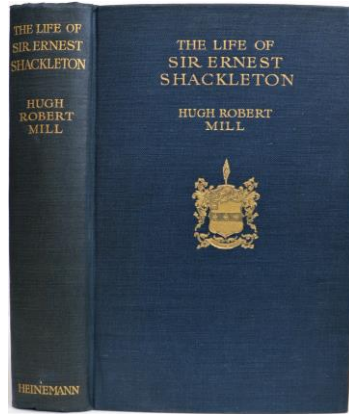 THE LIFE OF
SIR ERNEST
SHACKLETON
HUGH
ROBERT
MILL
HEINEMANN
THE LIFE OF
SIR ERNEST
SHACKLETON
HUGH ROBERT
MILL